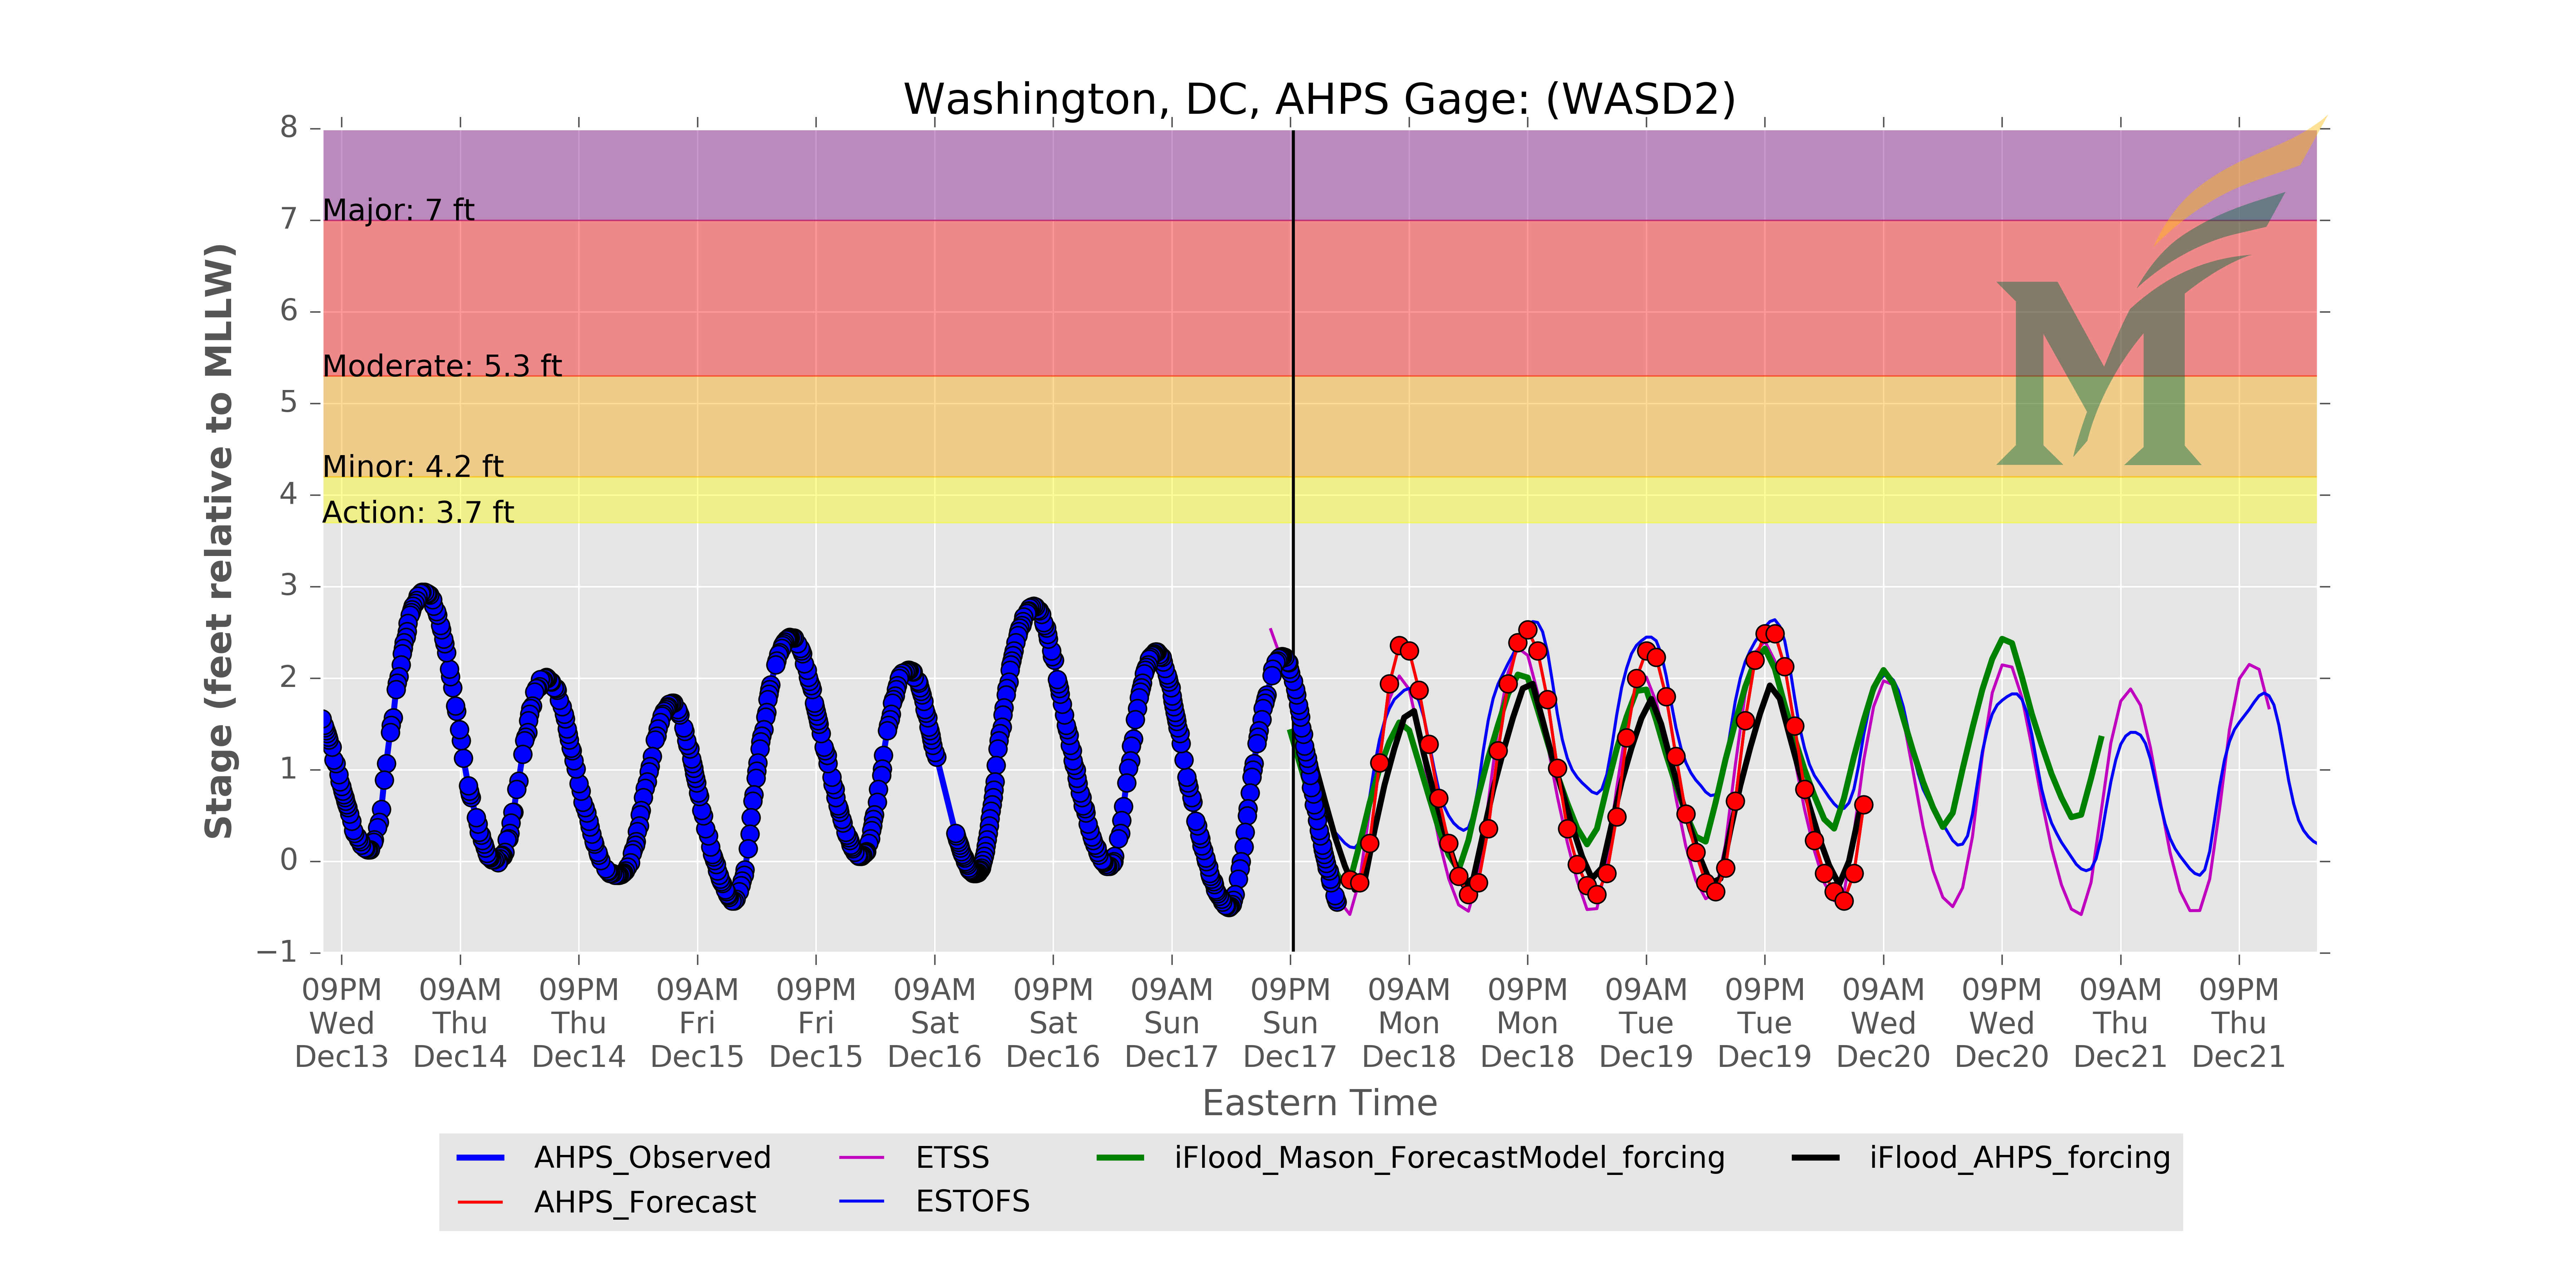 Washington, DC, AHPS Gage: (WASD2)
Stage (feet relative to MLLW)
8
7
6
5
4
3
2
1
0
−1
Major: 7 ft
Moderate: 5.3 ft
Minor: 4.2 ft
Action: 3.7 ft
M
09PM 09AM 09PM 09AM 09PM 09AM 09PM 09AM 09PM 09AM 09PM 09AM 09PM 09AM 09PM 09AM 09PM
Wed Thu Thu Fri Fri Sat Sat Sun Sun Mon Mon Tue Tue Wed Wed Thu Thu
Dec13 Dec14 Dec14 Dec15 Dec15 Dec16 Dec16 Dec17 Dec17 Dec18 Dec18 Dec19 Dec19 Dec20 Dec20 Dec21 Dec21
Eastern Time
AHPS_Observed ETSS iFlood_Mason_ForecastModel_forcing iFlood_AHPS_forcing
AHPS_Forecast ESTOFS